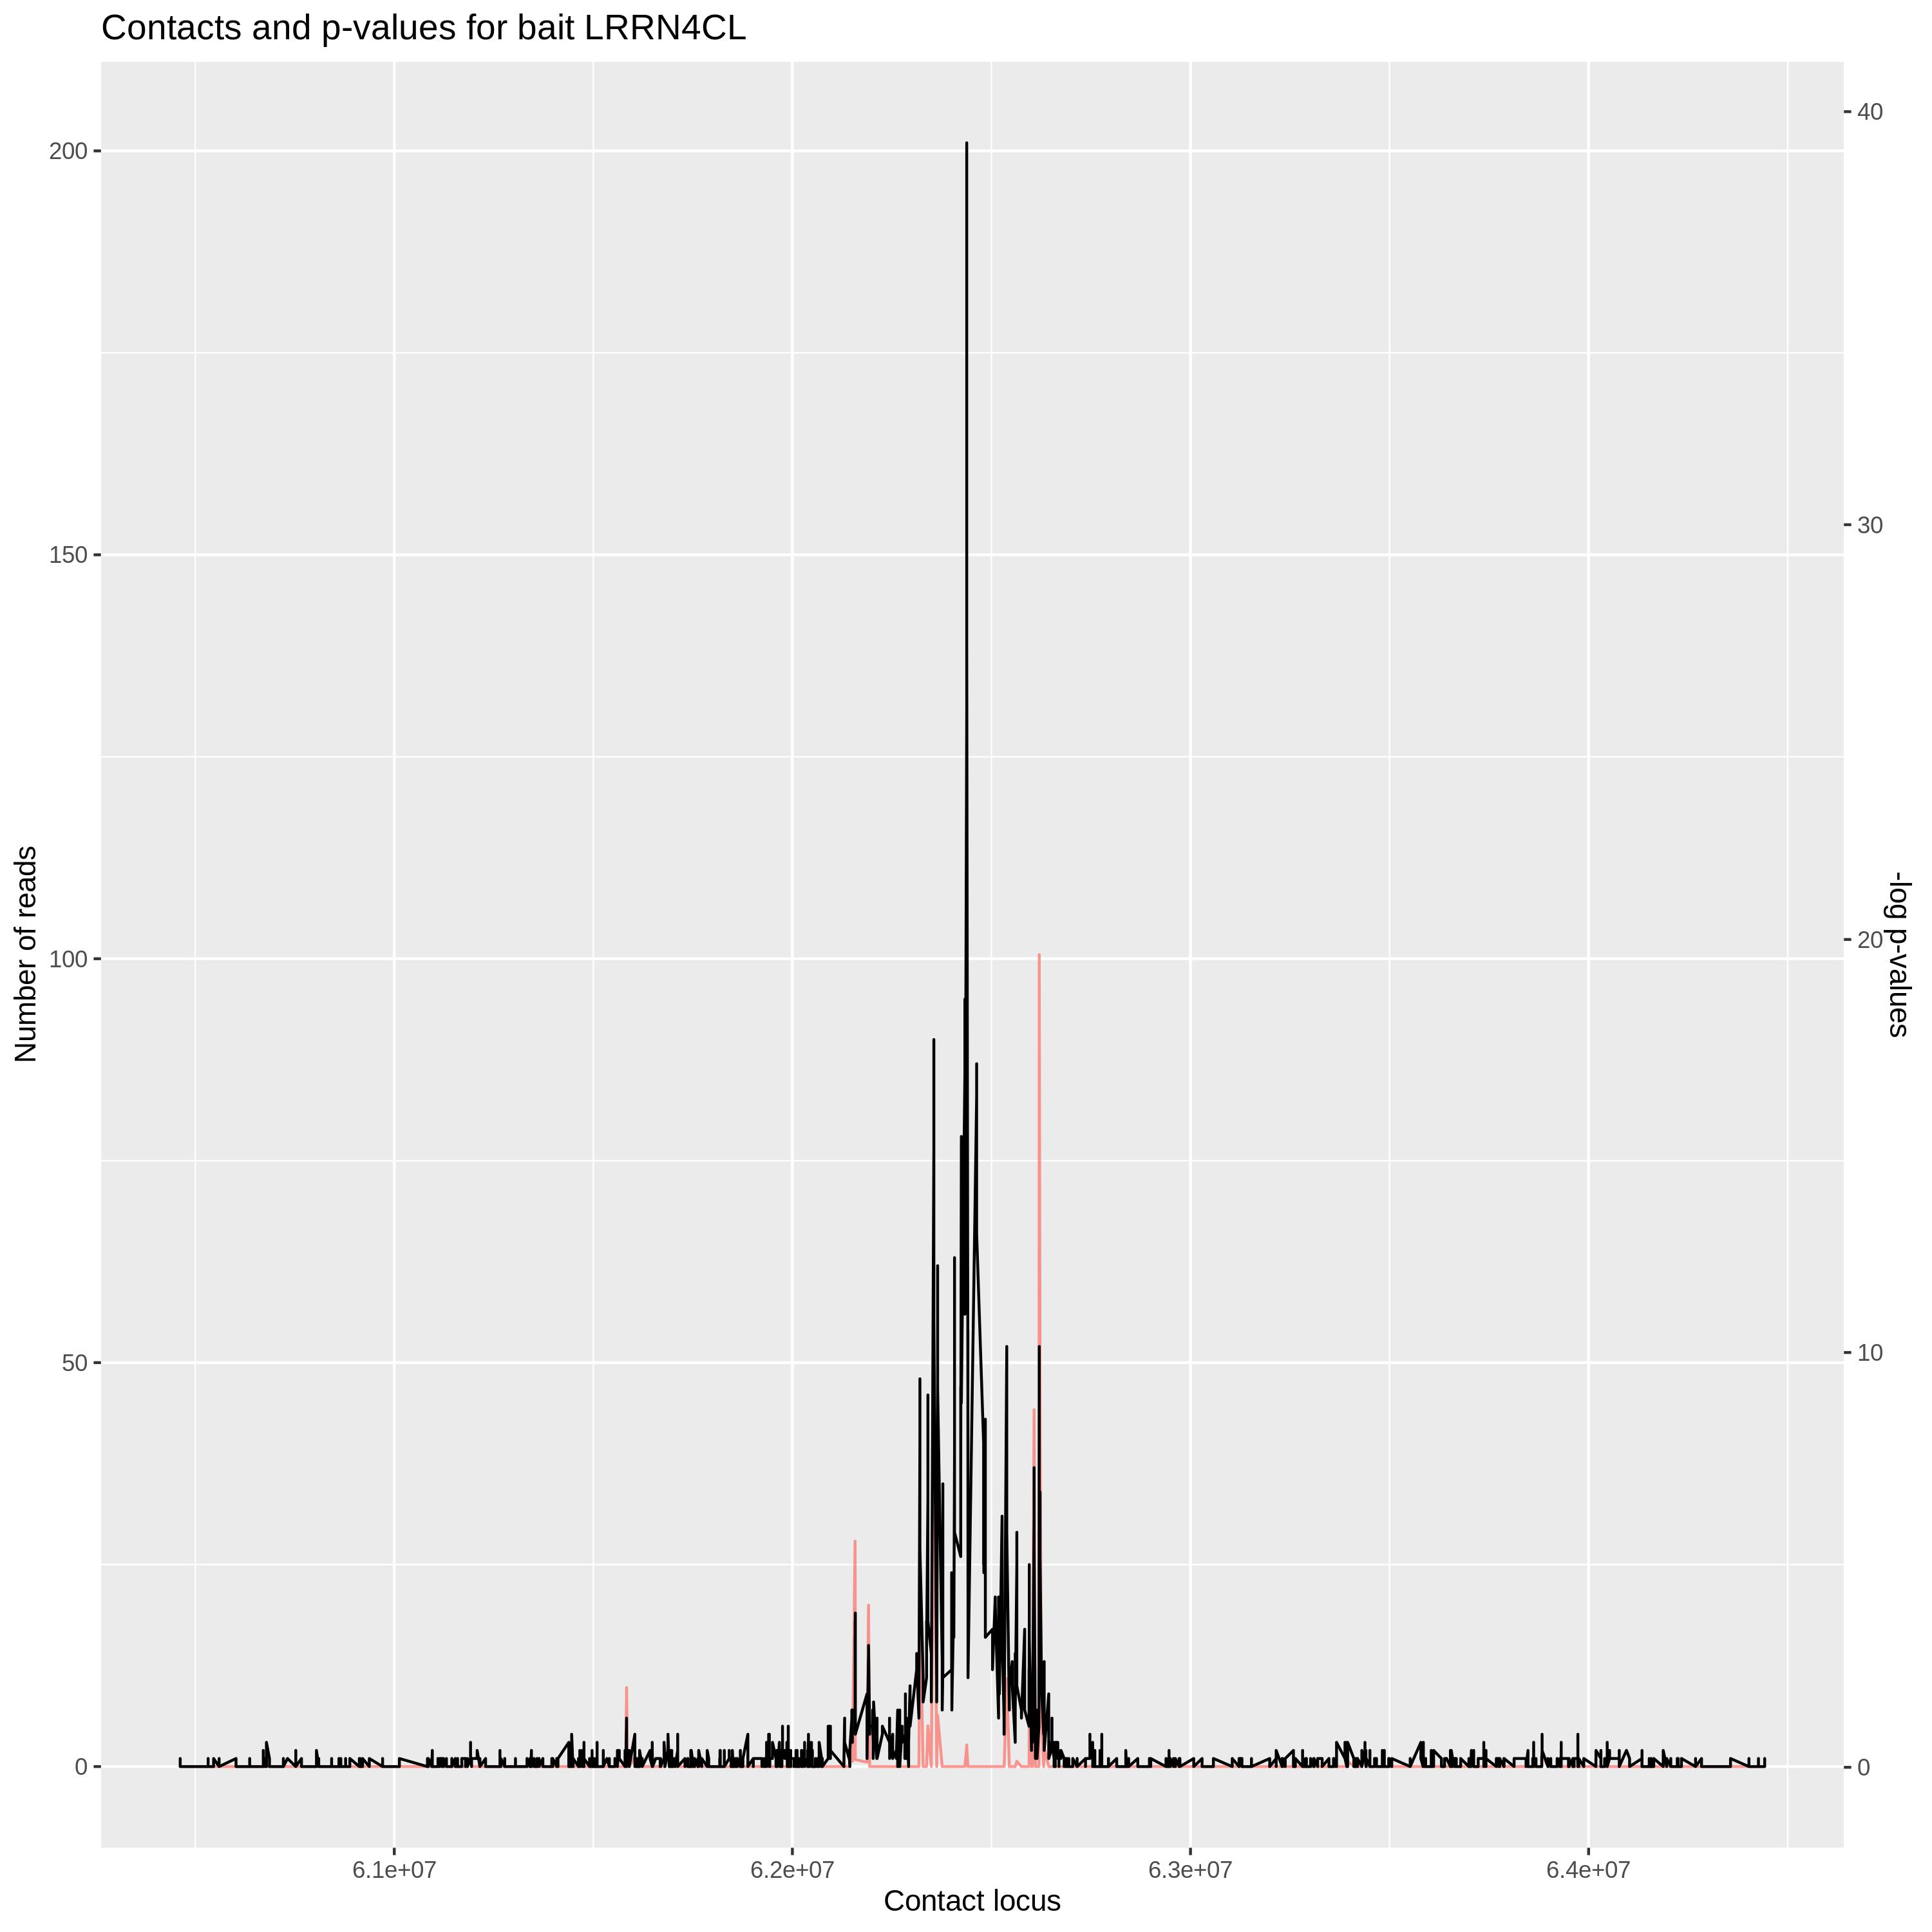 Contacts and p-values for bait LRRN4CL
200
150
100
50
0
Number of reads
40
30
20
10
0
-log p-values
6.1e+07 6.2e+07 6.3e+07 6.4e+07
Contact locus